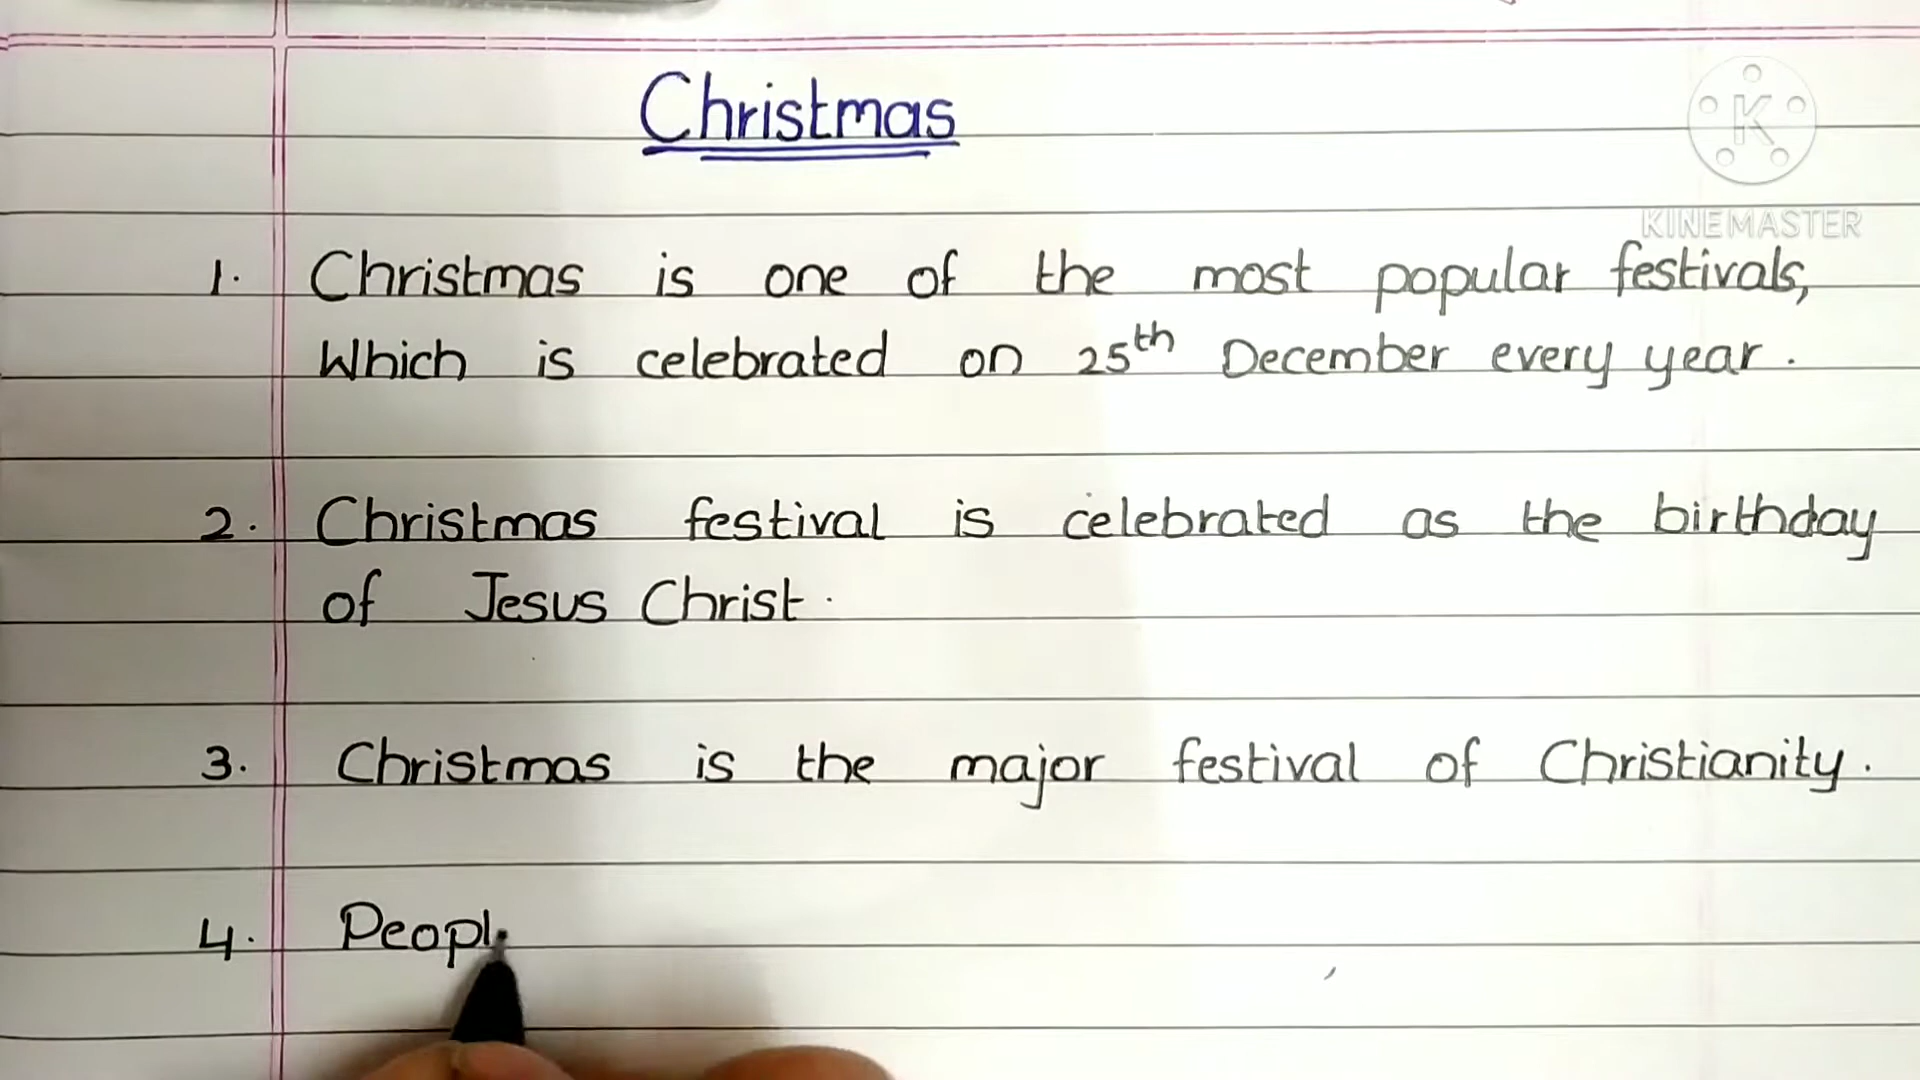 Christmas
KINEMASTER
1. Christmas is one of the most popular festivals,
Which is celebrated on 25th December every year.
2. Christmas festival is celebrated as the birthday
of Jesus Christ.
3. Christmas is the major festival of Christianity.
4. Peopl